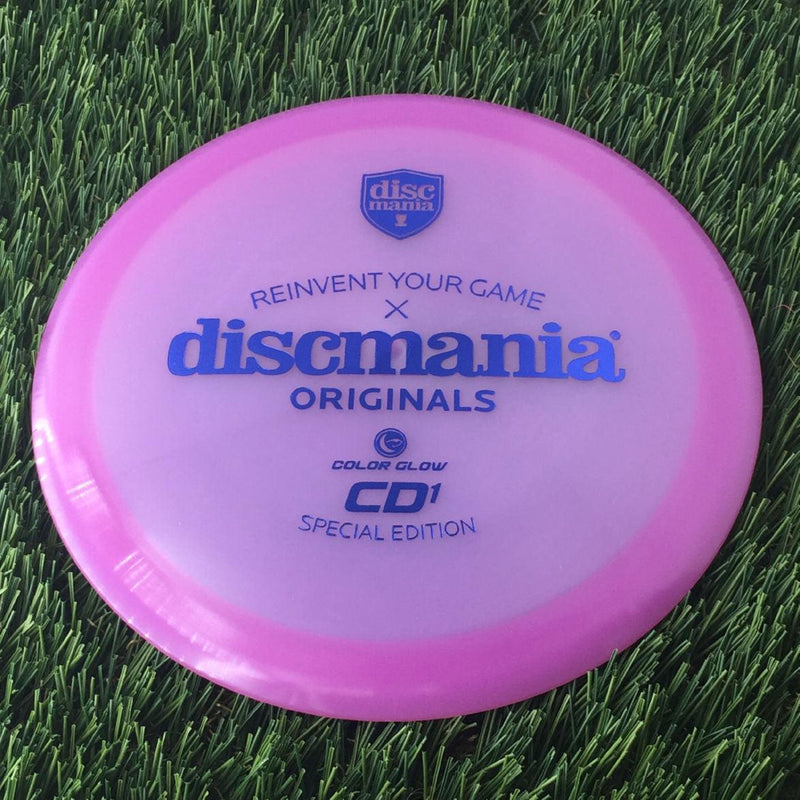 disc
mania
REINVENT YOUR GAME
X
discmania®
ORIGINALS
COLOR GLOW
CD1
SPECIAL EDITION